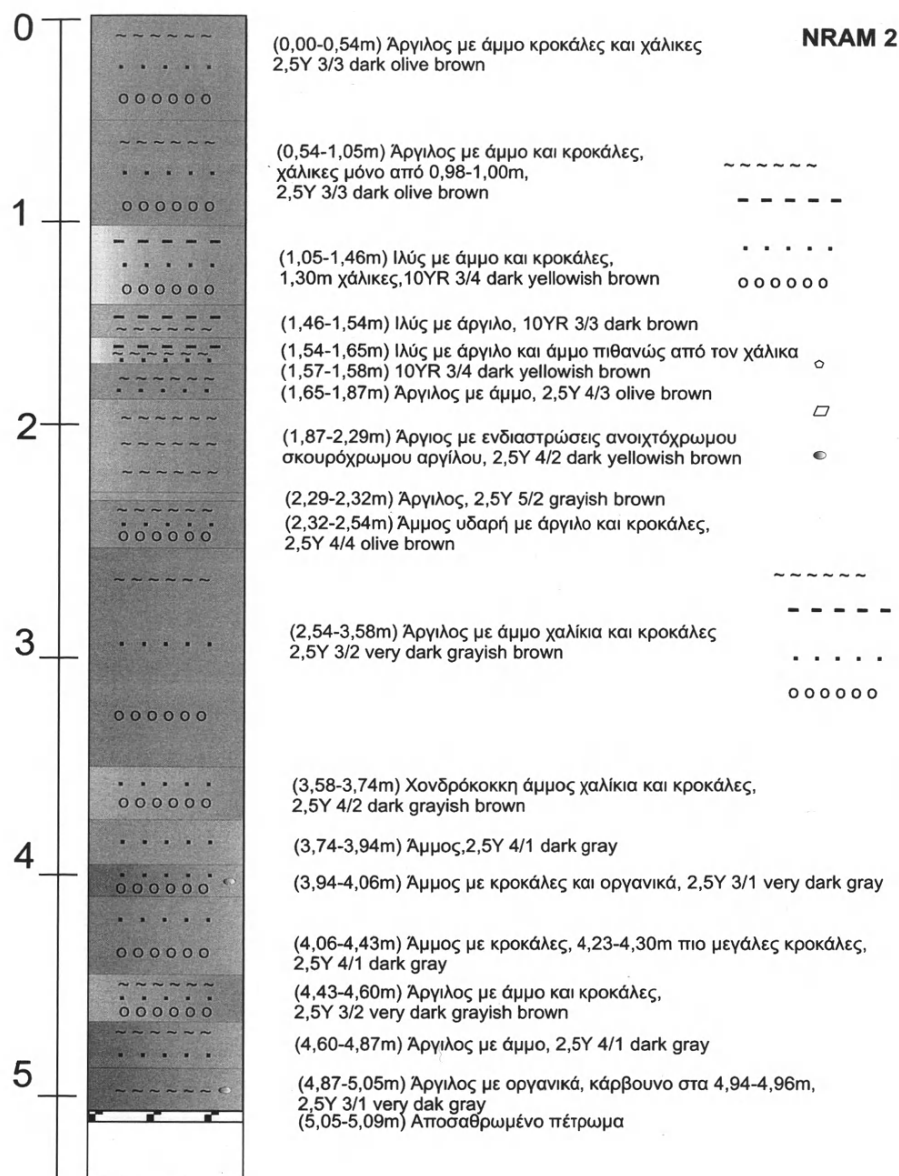 NRAM 2
0
(0,00-0,54m) Άργιλος με άμμο κροκάλες και χάλικες
2,5Y 3/3 dark olive brown
(0,54-1,05m) Άργιλος με άμμο και κροκάλες,
χάλικες μόνο από 0,98-1,00m,
2,5Y 3/3 dark olive brown
1
(1,05-1,46m) Ιλύς με άμμο και κροκάλες,
1,30m χάλικες,10YR 3/4 dark yellowish brown
(1,46-1,54m) Ιλύς με άργιλο, 10YR 3/3 dark brown
(1,54-1,65m) Ιλύς με άργιλο και άμμο πιθανώς από τον χάλικα
(1,57-1,58m) 10YR 3/4 dark yellowish brown
(1,65-1,87m) Άργιλος με άμμο, 2,5Y 4/3 olive brown
2
(1,87-2,29m) Άργιος με ενδιαστρώσεις ανοιχτόχρωμου
σκουρόχρωμου αργίλου, 2,5Y 4/2 dark yellowish brown
(2,29-2,32m) Άργιλος, 2,5Y 5/2 grayish brown
(2,32-2,54m) Άμμος υδαρή με άργιλο και κροκάλες,
2,5Y 4/4 olive brown
3
(2,54-3,58m) Άργιλος με άμμο χαλίκια και κροκάλες
2,5Y 3/2 very dark grayish brown
(3,58-3,74m) Χονδρόκοκκη άμμος χαλίκια και κροκάλες,
2,5Y 4/2 dark grayish brown
(3,74-3,94m) Άμμος,2,5Y 4/1 dark gray
4
(3,94-4,06m) Άμμος με κροκάλες και οργανικά, 2,5Y 3/1 very dark gray
(4,06-4,43m) Άμμος με κροκάλες, 4,23-4,30m πιο μεγάλες κροκάλες,
2,5Y 4/1 dark gray
(4,43-4,60m) Άργιλος με άμμο και κροκάλες,
2,5Y 3/2 very dark grayish brown
(4,60-4,87m) Άργιλος με άμμο, 2,5Y 4/1 dark gray
5
(4,87-5,05m) Άργιλος με οργανικά, κάρβουνο στα 4,94-4,96m,
2,5Y 3/1 very dak gray
(5,05-5,09m) Αποσαθρωμένο πέτρωμα